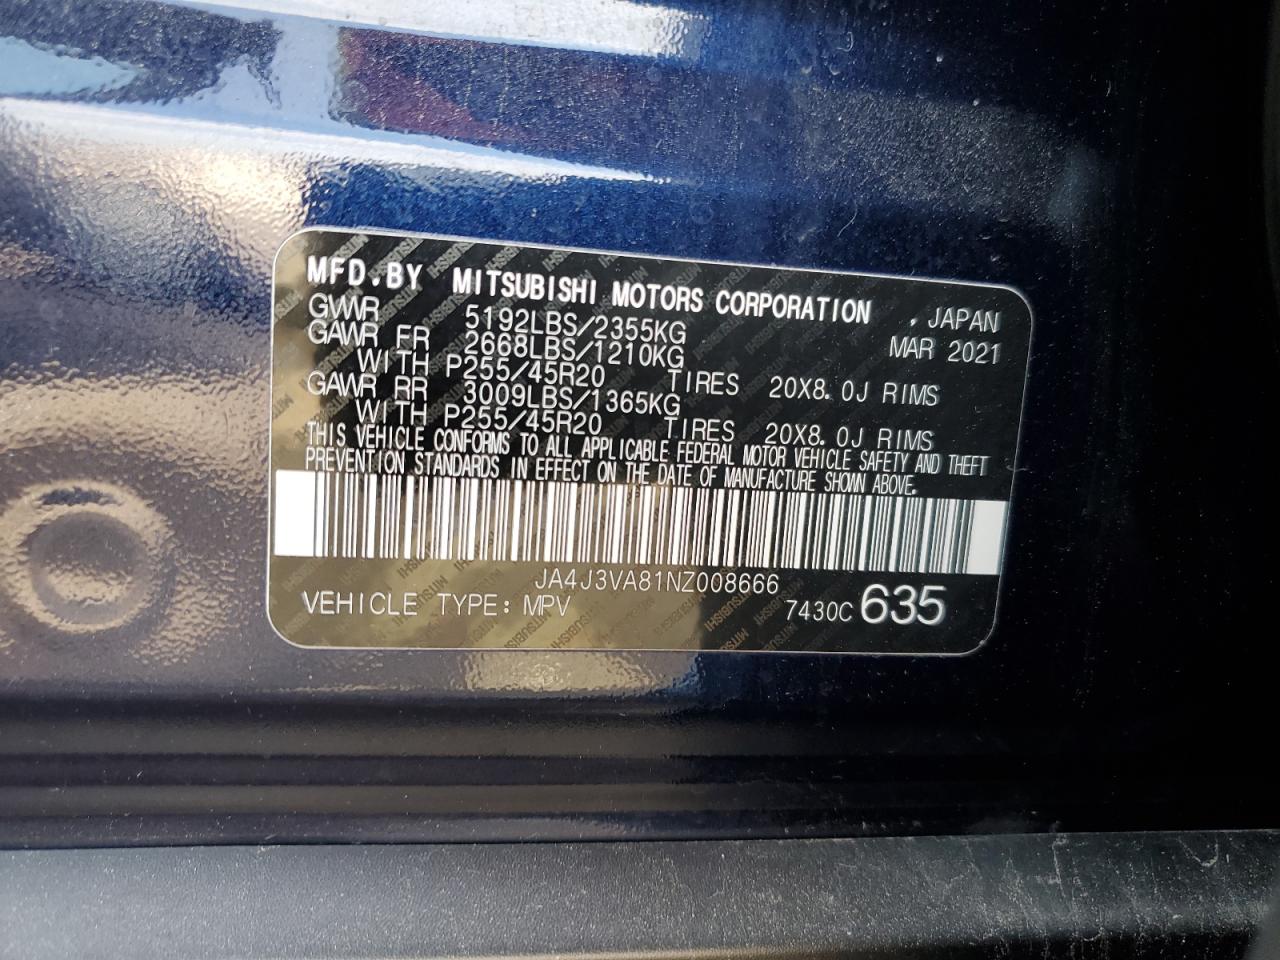 MFD.BY MITSUBISHI MOTORS CORPORATION , JAPAN
GWWR 5192LBS/2355KG MAR 2021
GAWR FR 2668LBS/1210KG
WITH P255/45R20 TIRES 20X8.0J RIMS
GAWR RR 3009LBS/1365KG
WITH P255/45R20 TIRES 20X8.0J RIMS
THIS VEHICLE CONFORMS TO ALL APPLICABLE FEDERAL MOTOR VEHICLE SAFETY AND THEFT
PREVENTION STANDARDS IN EFFECT ON THE DATE OF MANUFACTURE SHOWN ABOVE.
JA4J3VA81NZ008666
VEHICLE TYPE: MPV 7430C 635